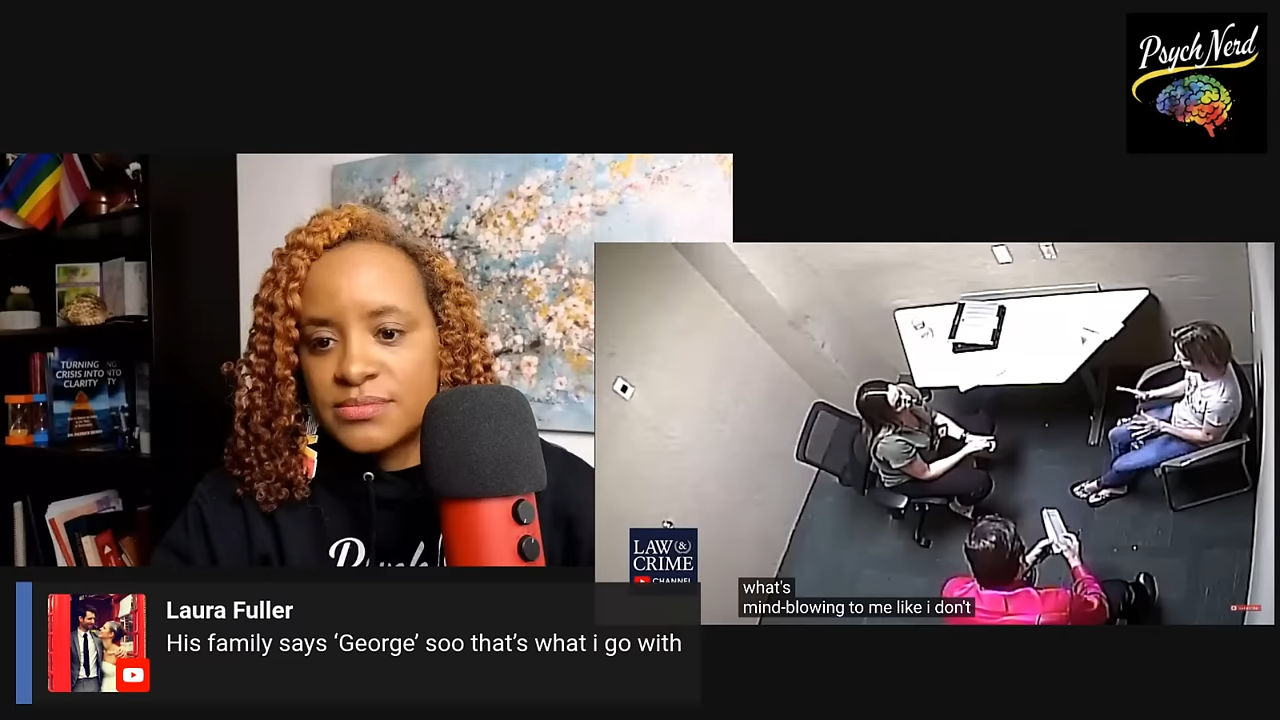 Psych Nerd
TURNING
CRISIS INTO
CLARITY
LAW &
CRIME
CHANNEL
what's
mind-blowing to me like i don't
Laura Fuller
His family says ‘George’ soo that’s what i go with